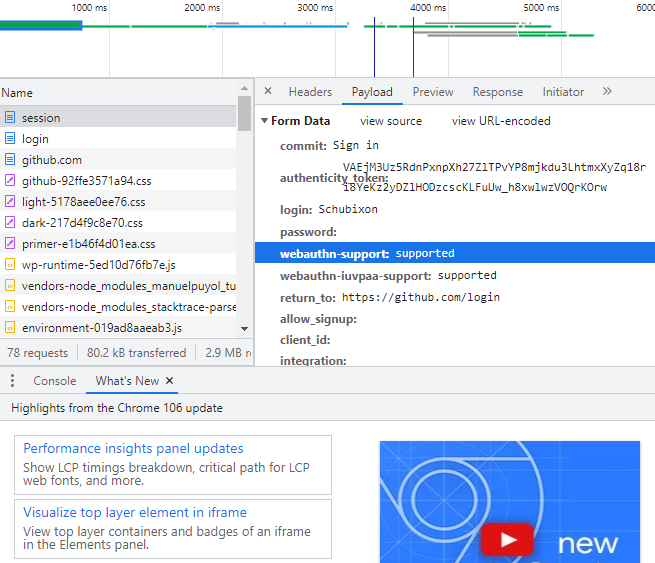 1000 ms 2000 ms 3000 ms 4000 ms 5000 ms 6000
Name
session
login
github.com
github-92ffe3571a94.css
light-5178aee0ee76.css
dark-217d4f9c8e70.css
primer-e1b46f4d01ea.css
wp-runtime-5ed10d76fb7e.js
vendors-node_modules_manuelpuyol_tu
vendors-node_modules_stacktrace-parse
environment-019ad8aaeab3.js
78 requests 80.2 kB transferred 2.9 MB r
Headers Payload Preview Response Initiator
Form Data view source view URL-encoded
commit: Sign in
authenticity_token: VAEjM3Uz5RdnPxnpXh27ZlTPvYP8mjkdu3LhtmxXyZq18r
i8YeKz2yDZlHODzcscKLFuUw_h8xwlwzVOQrKOrw
login: Schubixon
password:
webauthn-support: supported
webauthn-iuvpaa-support: supported
return_to: https://github.com/login
allow_signup:
client_id:
integration:
Console What's New
Highlights from the Chrome 106 update
Performance insights panel updates
Show LCP timings breakdown, critical path for LCP
web fonts, and more.
Visualize top layer element in iframe
View top layer containers and badges of an iframe
in the Elements panel.
new